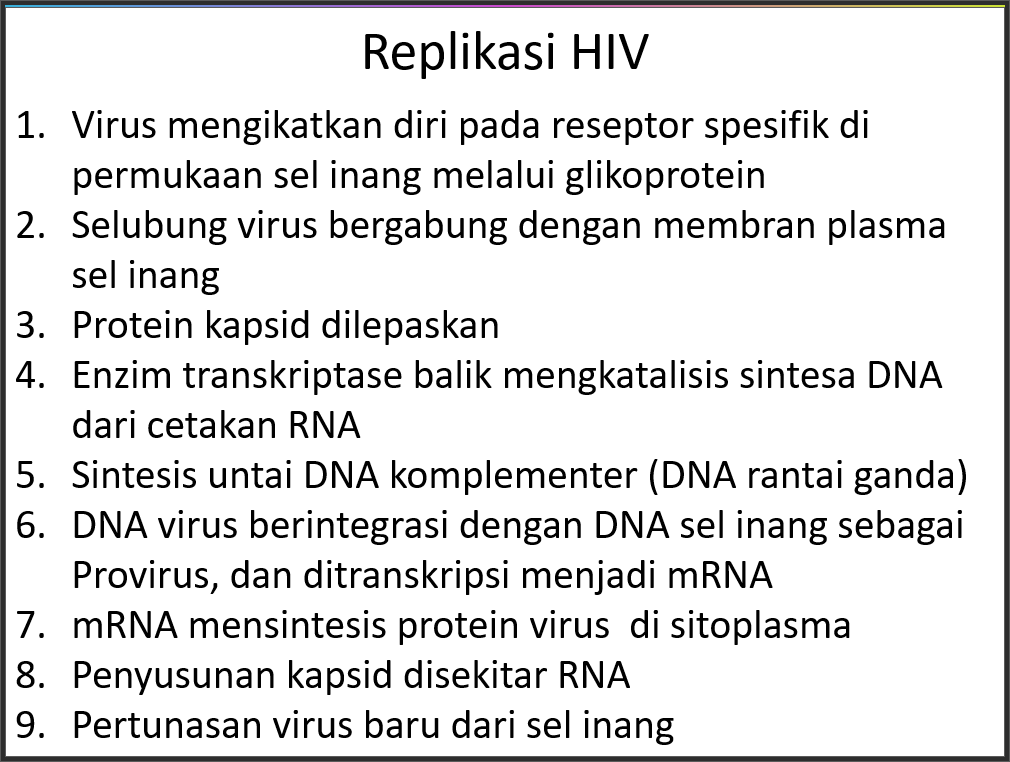 Replikasi HIV
1. Virus mengikatkan diri pada reseptor spesifik di
permukaan sel inang melalui glikoprotein
2. Selubung virus bergabung dengan membran plasma
sel inang
3. Protein kapsid dilepaskan
4. Enzim transkriptase balik mengkatalisis sintesa DNA
dari cetakan RNA
5. Sintesis untai DNA komplementer (DNA rantai ganda)
6. DNA virus berintegrasi dengan DNA sel inang sebagai
Provirus, dan ditranskripsi menjadi mRNA
7. mRNA mensintesis protein virus  di sitoplasma
8. Penyusunan kapsid disekitar RNA
9. Pertunasan virus baru dari sel inang